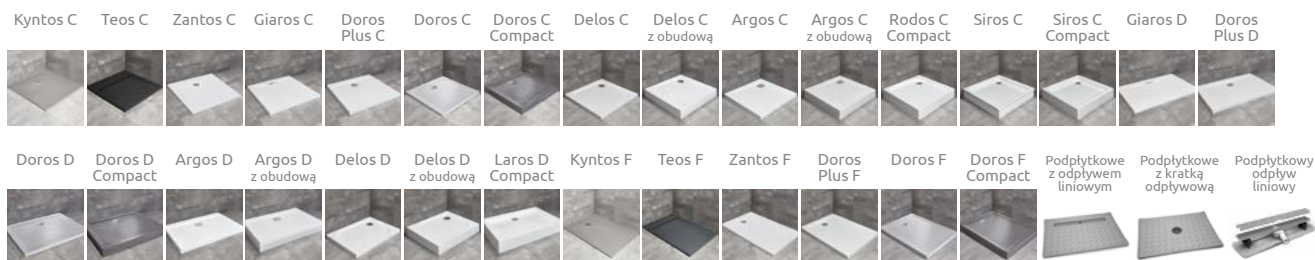 Kyntos C
Teos C
Zantos C
Giaros C
Doros
Plus C
Doros C
Doros C
Compact
Delos C
Delos C
z obudową
Argos C
Argos C
z obudową
Rodos C
Compact
Siros C
Siros C
Compact
Giaros D
Doros
Plus D
Doros D
Doros D
Compact
Argos D
Argos D
z obudową
Delos D
Delos D
z obudową
Laros D
Compact
Kyntos F
Teos F
Zantos F
Doros
Plus F
Doros F
Doros F
Compact
Podpłytkowe
z odpływem
liniowym
Podpłytkowe
z kratką
odpływową
Podpłytkowy
odpływ
liniowy